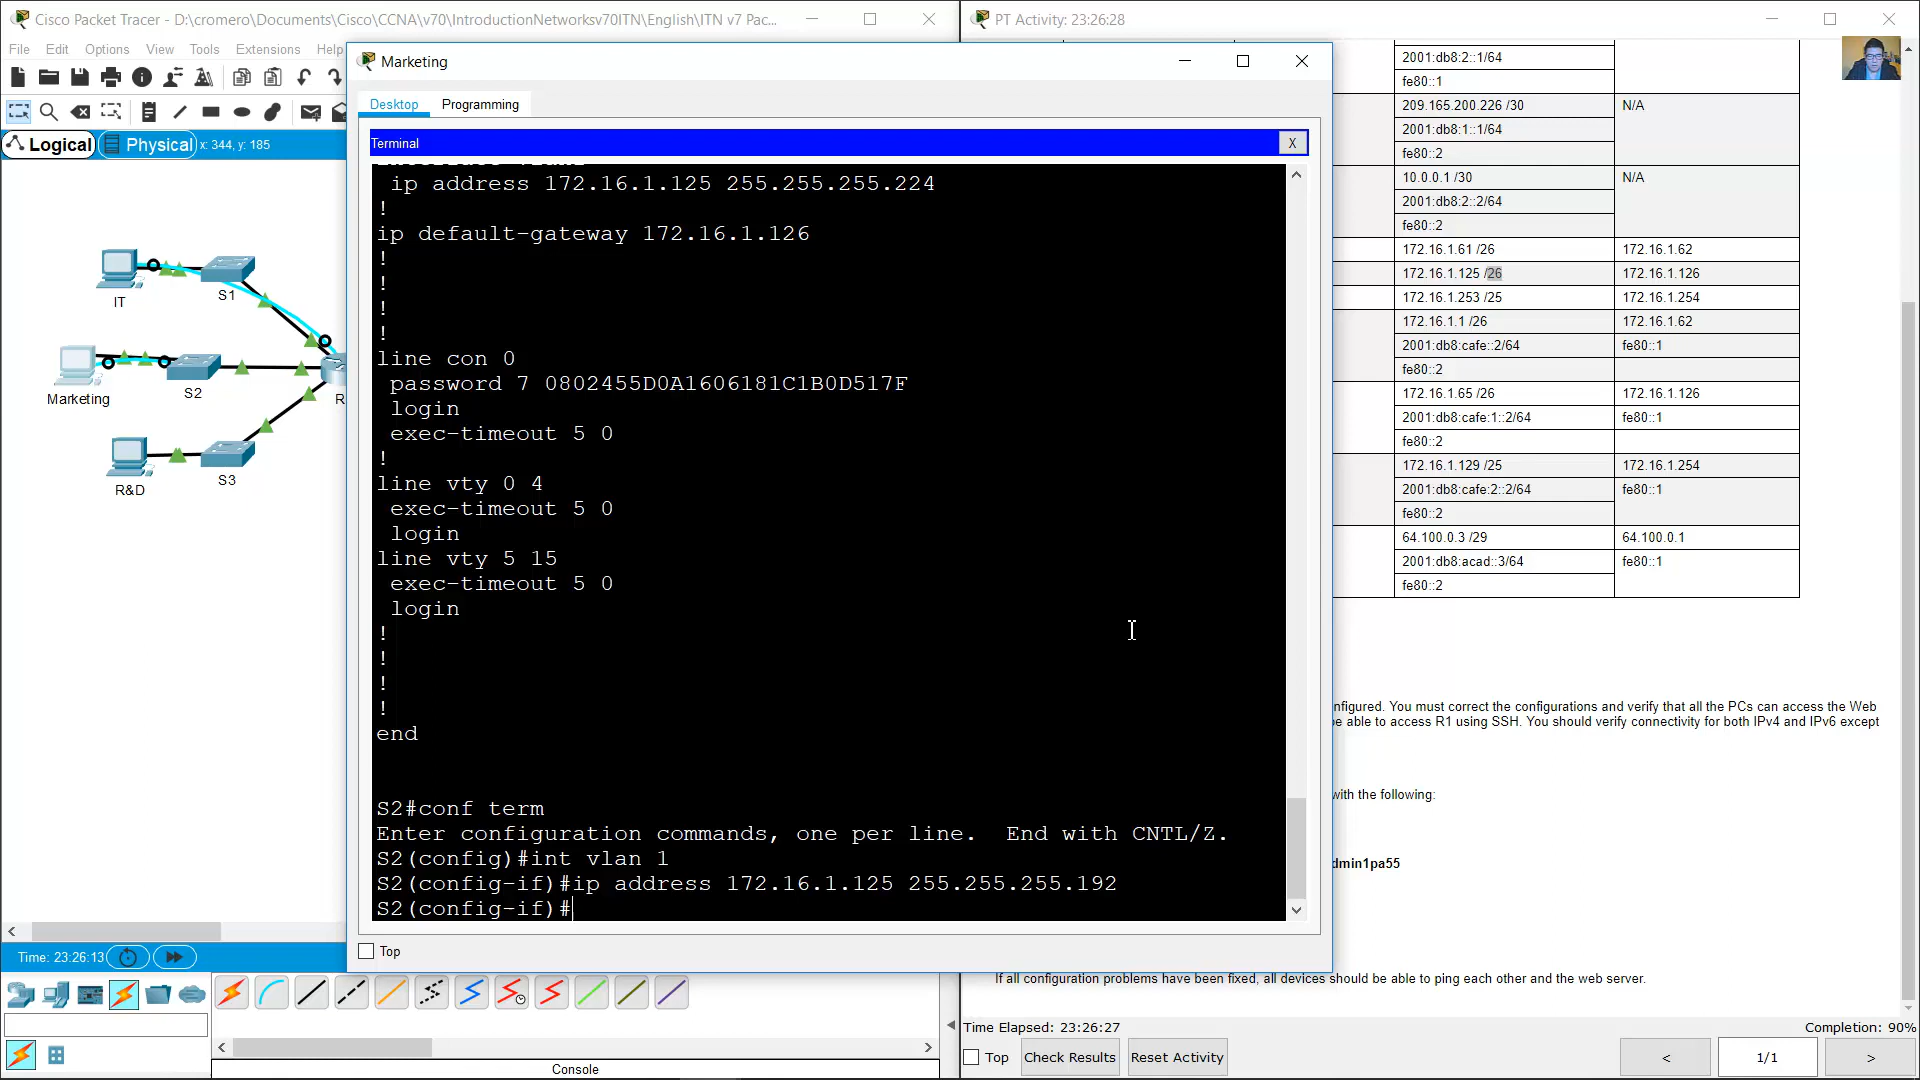 Cisco Packet Tracer - D:\cromero\Documents\Cisco\CCNA\v70\IntroductionNetworksv70ITN\English\ITN v7 Pac...
File Edit Options View Tools Extensions Help
Logical Physical x: 344, y: 185
IT
S1
Marketing
S2
R&D
S3
R
Marketing
Desktop Programming
Terminal X
ip address 172.16.1.125 255.255.255.224
!
ip default-gateway 172.16.1.126
!
!
!
!
line con 0
password 7 0802455D0A1606181C1B0D517F
login
exec-timeout 5 0
!
line vty 0 4
exec-timeout 5 0
login
line vty 5 15
exec-timeout 5 0
login
!
!
!
!
end
S2#conf term
Enter configuration commands, one per line. End with CNTL/Z.
S2(config)#int vlan 1
S2(config-if)#ip address 172.16.1.125 255.255.255.192
S2(config-if)#
Top
Time: 23:26:13
Console
PT Activity: 23:26:28
2001:db8:2::1/64
fe80::1
209.165.200.226 /30 N/A
2001:db8:1::1/64
fe80::2
10.0.0.1 /30 N/A
2001:db8:2::2/64
fe80::2
172.16.1.61 /26 172.16.1.62
172.16.1.125 /26 172.16.1.126
172.16.1.253 /25 172.16.1.254
172.16.1.1 /26 172.16.1.62
2001:db8:cafe::2/64 fe80::1
fe80::2
172.16.1.65 /26 172.16.1.126
2001:db8:cafe:1::2/64 fe80::1
fe80::2
172.16.1.129 /25 172.16.1.254
2001:db8:cafe:2::2/64 fe80::1
fe80::2
64.100.0.3 /29 64.100.0.1
2001:db8:acad::3/64 fe80::1
fe80::2
nfigured. You must correct the configurations and verify that all the PCs can access the Web
be able to access R1 using SSH. You should verify connectivity for both IPv4 and IPv6 except
with the following:
dmin1pa55
If all configuration problems have been fixed, all devices should be able to ping each other and the web server.
Time Elapsed: 23:26:27 Completion: 90%
Top Check Results Reset Activity < 1/1 >